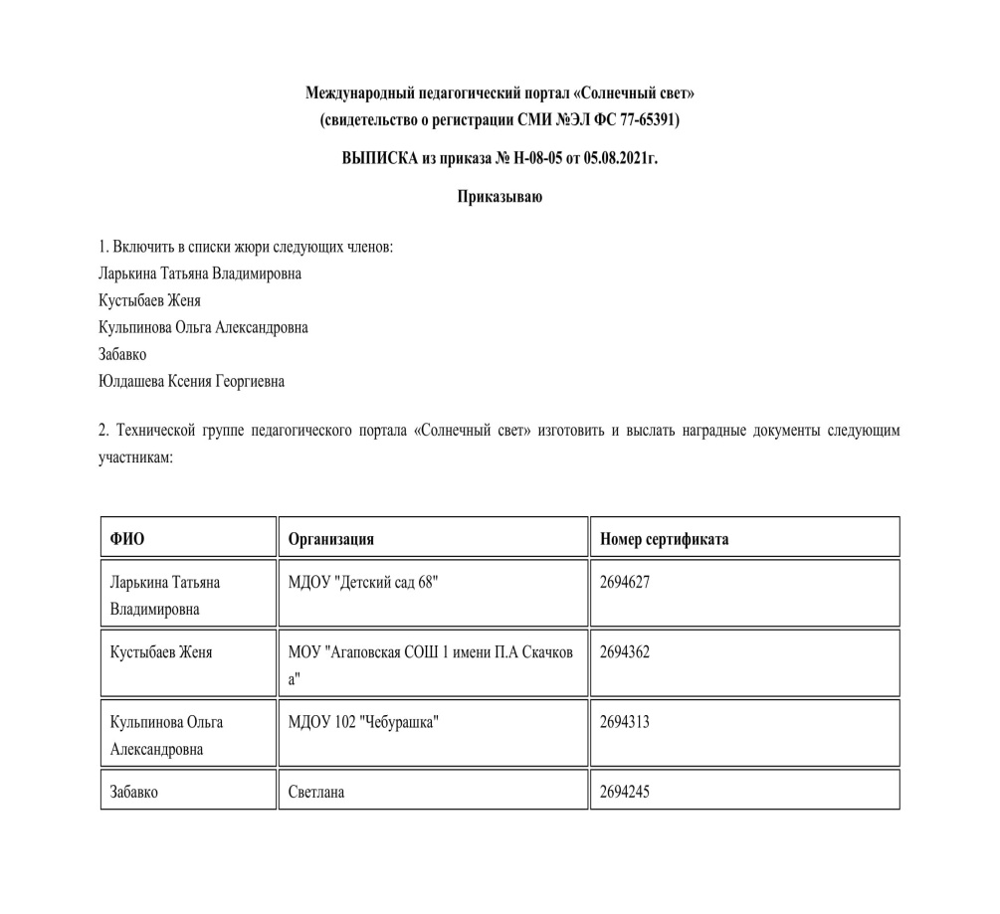 Международный педагогический портал «Солнечный свет»
(свидетельство о регистрации СМИ №ЭЛ ФС 77-65391)
ВЫПИСКА из приказа № Н-08-05 от 05.08.2021г.
Приказываю
1. Включить в списки жюри следующих членов:
Ларькина Татьяна Владимировна
Кустыбаев Женя
Кульпинова Ольга Александровна
Забавко
Юлдашева Ксения Георгиевна
2. Технической группе педагогического портала «Солнечный свет» изготовить и выслать наградные документы следующим
участникам:
ФИО Организация Номер сертификата
Ларькина Татьяна МДОУ "Детский сад 68" 2694627
Владимировна
Кустыбаев Женя МОУ "Агаповская СОШ 1 имени П.А Скачков 2694362
а"
Кульпинова Ольга МДОУ 102 "Чебурашка" 2694313
Александровна
Забавко Светлана 2694245